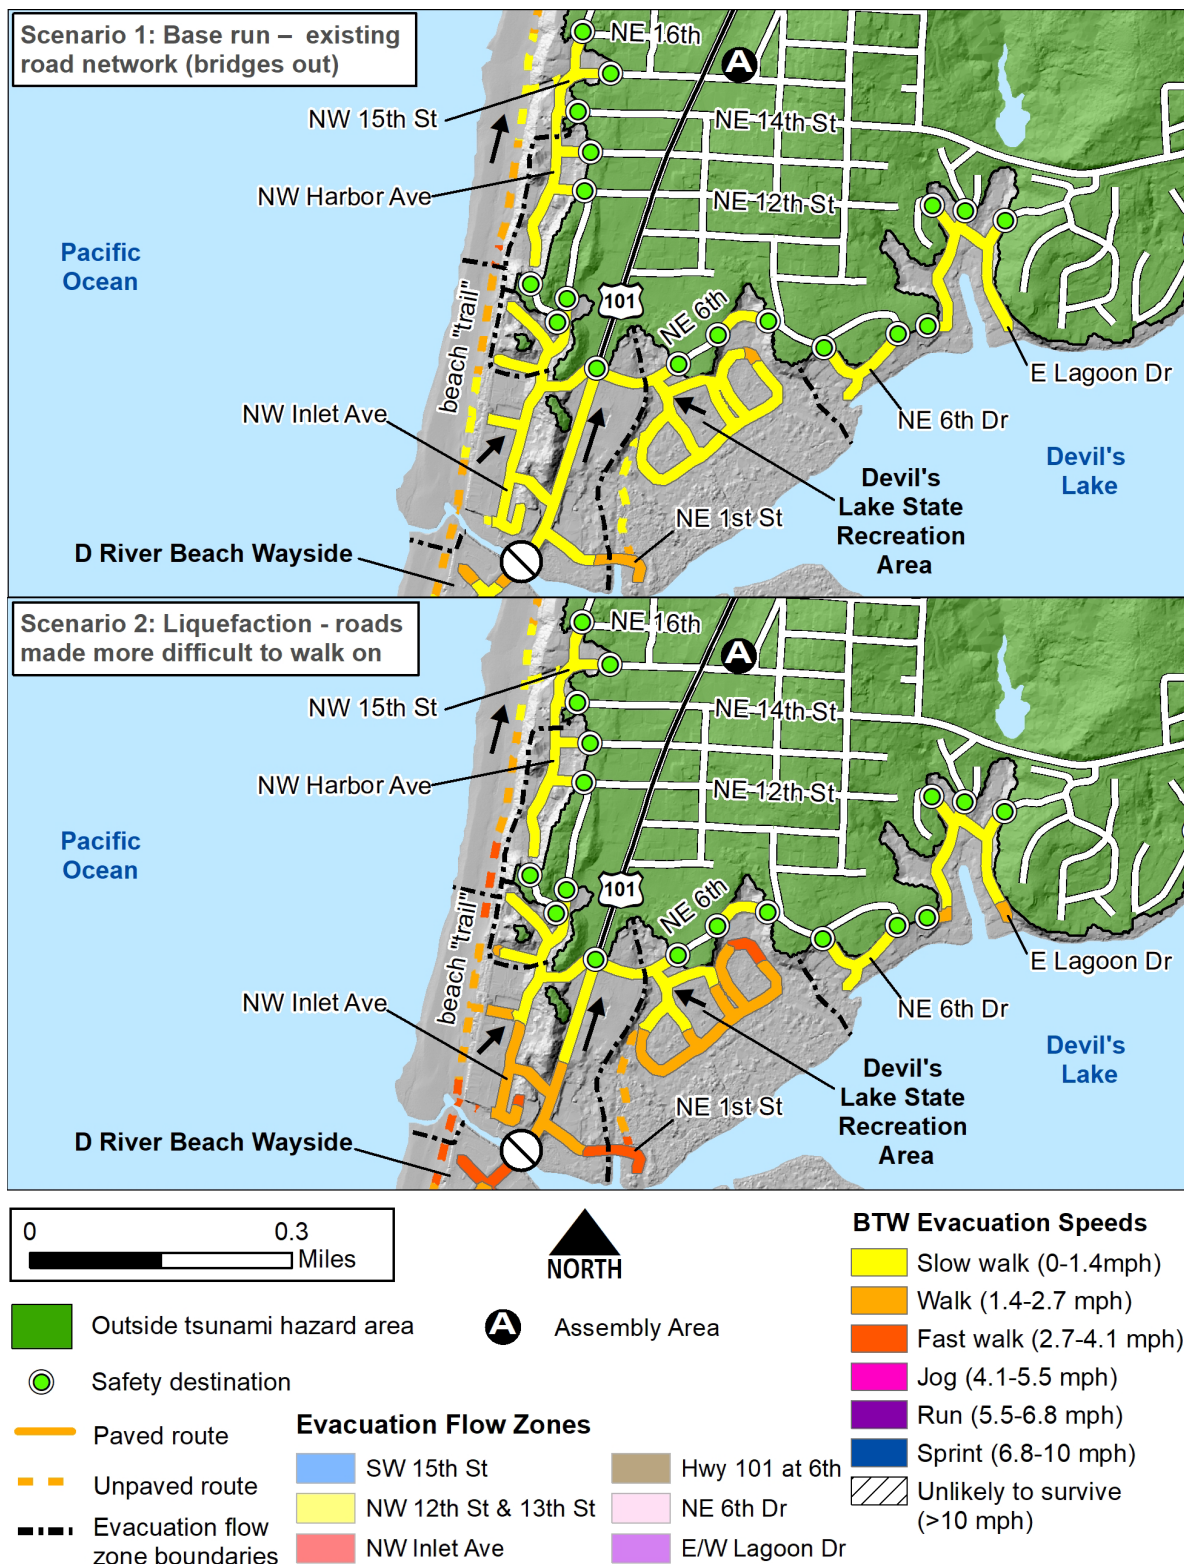 Scenario 1: Base run – existing
road network (bridges out)
NE 16th
A
NW 15th St
NE 14th St
NW Harbor Ave
NE 12th St
Pacific
Ocean
101
beach "trail"
NE 6th
E Lagoon Dr
NW Inlet Ave
NE 6th Dr
Devil's
Lake
Devil's
Lake State
Recreation
Area
NE 1st St
D River Beach Wayside
Scenario 2: Liquefaction - roads
made more difficult to walk on
NE 16th
A
NW 15th St
NE 14th St
NW Harbor Ave
NE 12th St
Pacific
Ocean
101
beach "trail"
NE 6th
E Lagoon Dr
NW Inlet Ave
NE 6th Dr
Devil's
Lake
Devil's
Lake State
Recreation
Area
NE 1st St
D River Beach Wayside
0 0.3
Miles
NORTH
Outside tsunami hazard area
A Assembly Area
Safety destination
Paved route
Unpaved route
Evacuation flow
zone boundaries
Evacuation Flow Zones
SW 15th St
NW 12th St & 13th St
NW Inlet Ave
Hwy 101 at 6th
NE 6th Dr
E/W Lagoon Dr
BTW Evacuation Speeds
Slow walk (0-1.4mph)
Walk (1.4-2.7 mph)
Fast walk (2.7-4.1 mph)
Jog (4.1-5.5 mph)
Run (5.5-6.8 mph)
Sprint (6.8-10 mph)
Unlikely to survive
(>10 mph)